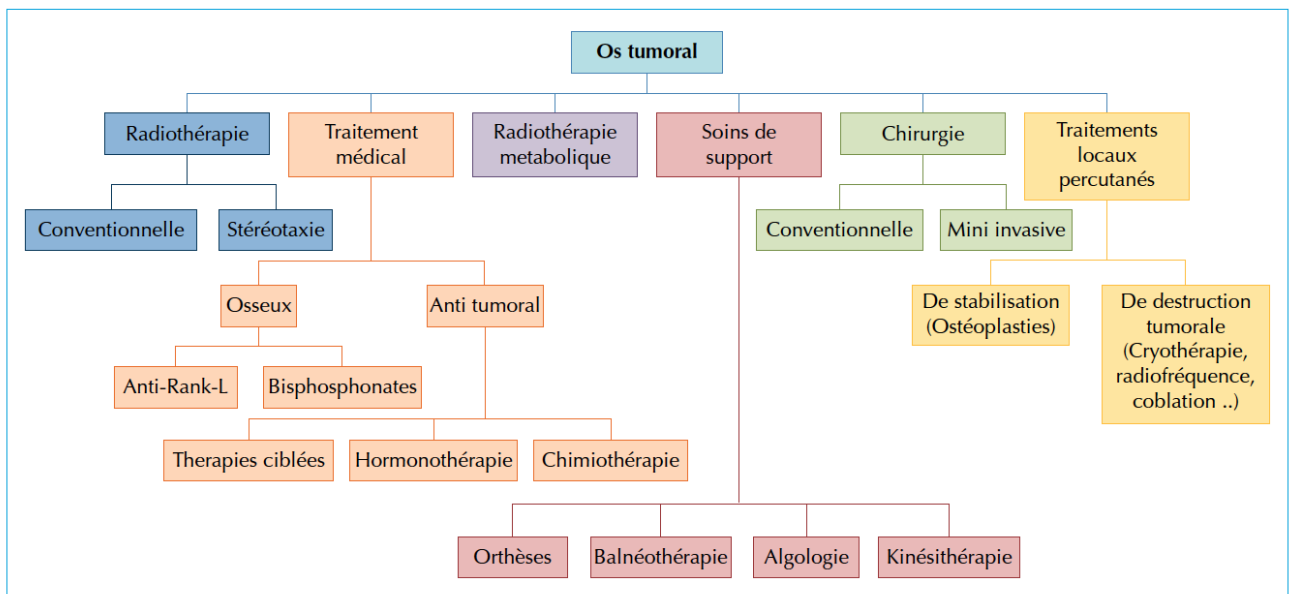 Os tumoral
Radiothérapie
Traitement
médical
Radiothérapie
metabolique
Soins de
support
Chirurgie
Traitements
locaux
percutanés
Conventionnelle
Stéréotaxie
Conventionnelle
Mini invasive
Osseux
Anti tumoral
De stabilisation
(Ostéoplasties)
De destruction
tumorale
(Cryothérapie,
radiofréquence,
coblation ..)
Anti-Rank-L
Bisphosphonates
Therapies ciblées
Hormonothérapie
Chimiothérapie
Orthèses
Balnéothérapie
Algologie
Kinésithérapie